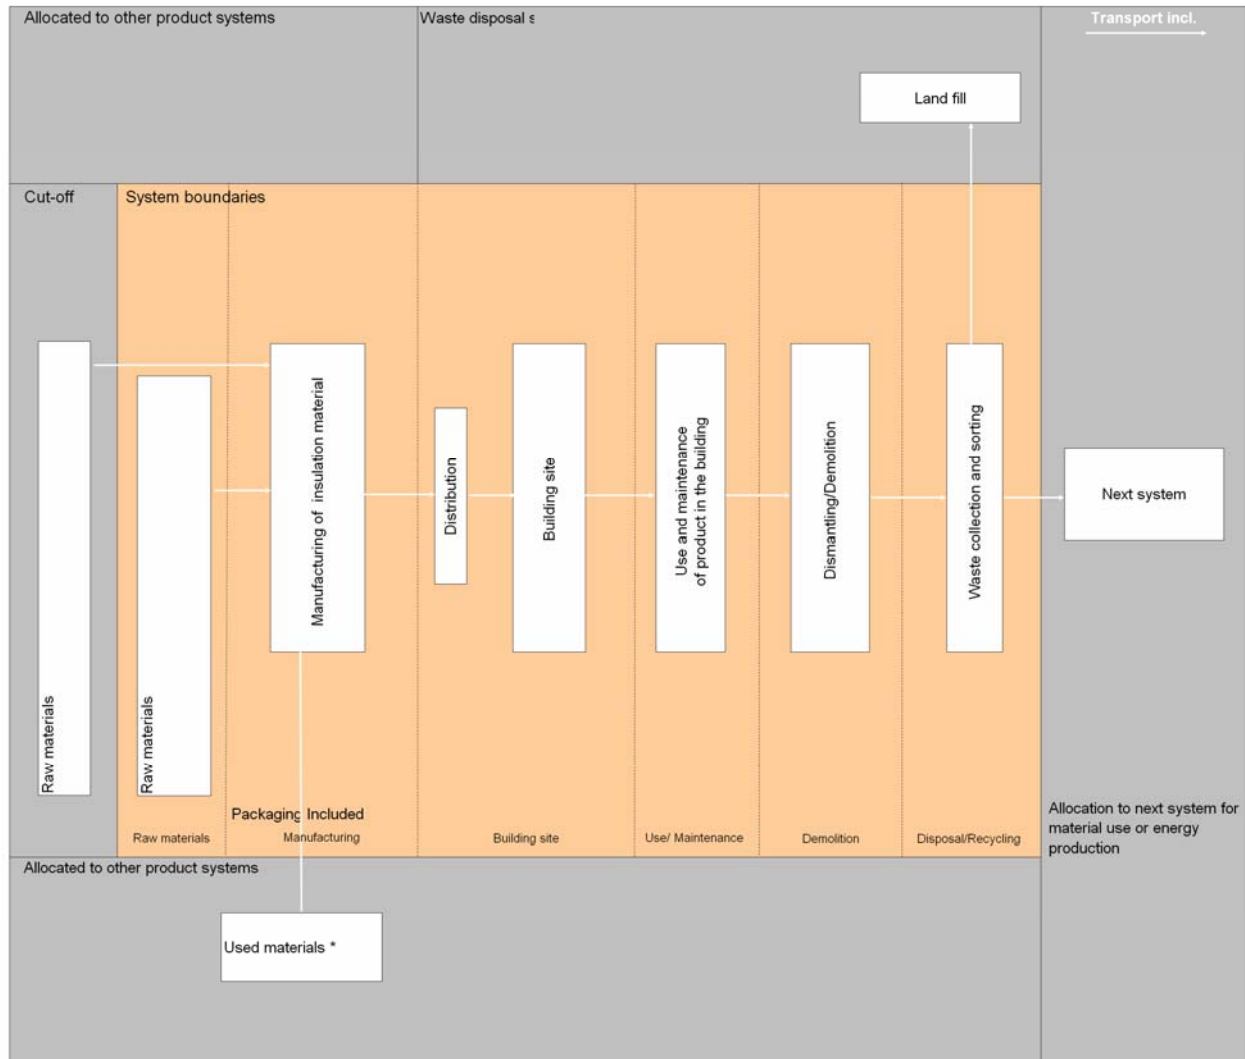 Allocated to other product systems
Waste disposal s
Transport incl.
Land fill
Cut-off
System boundaries
Raw materials
Raw materials
Manufacturing of insulation material
Distribution
Building site
Use and maintenance
of product in the building
Dismantling/Demolition
Waste collection and sorting
Next system
Packaging Included
Raw materials
Manufacturing
Building site
Use/ Maintenance
Demolition
Disposal/Recycling
Allocation to next system for
material use or energy
production
Allocated to other product systems
Used materials *